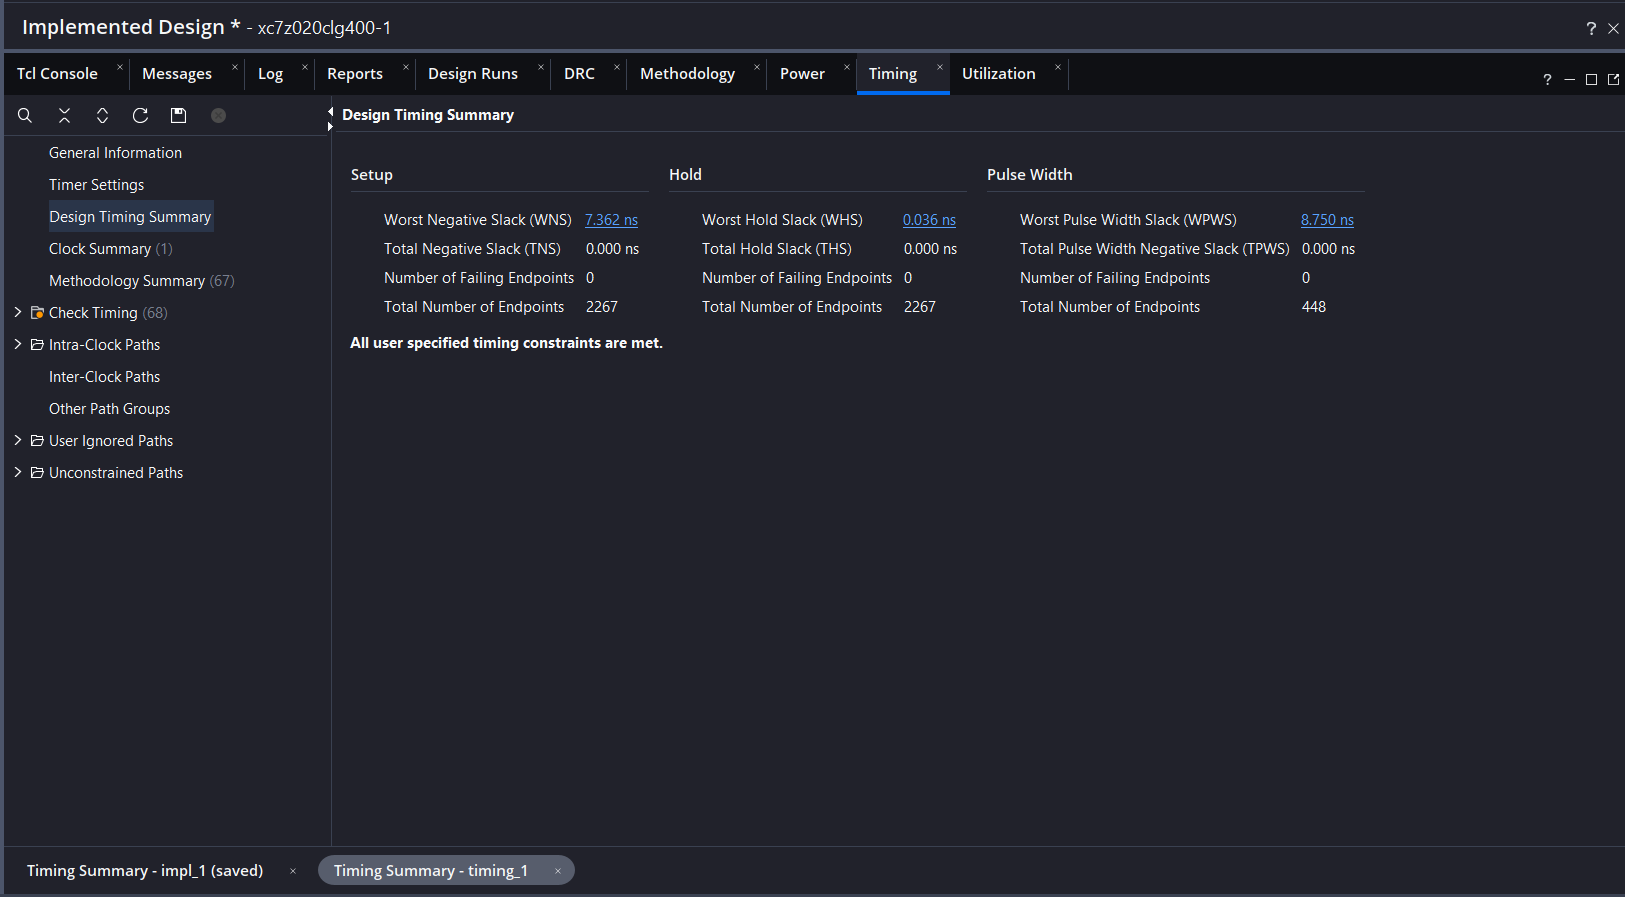 Implemented Design * - xc7z020clg400-1
? ×
Tcl Console × Messages × Log × Reports × Design Runs × DRC × Methodology × Power × Timing × Utilization ×
?
Design Timing Summary
General Information
Timer Settings
Design Timing Summary
Clock Summary (1)
Methodology Summary (67)
Check Timing (68)
Intra-Clock Paths
Inter-Clock Paths
Other Path Groups
User Ignored Paths
Unconstrained Paths
Setup
Worst Negative Slack (WNS) 7.362 ns
Total Negative Slack (TNS) 0.000 ns
Number of Failing Endpoints 0
Total Number of Endpoints 2267
Hold
Worst Hold Slack (WHS) 0.036 ns
Total Hold Slack (THS) 0.000 ns
Number of Failing Endpoints 0
Total Number of Endpoints 2267
Pulse Width
Worst Pulse Width Slack (WPWS) 8.750 ns
Total Pulse Width Negative Slack (TPWS) 0.000 ns
Number of Failing Endpoints 0
Total Number of Endpoints 448
All user specified timing constraints are met.
Timing Summary - impl_1 (saved) × Timing Summary - timing_1 ×